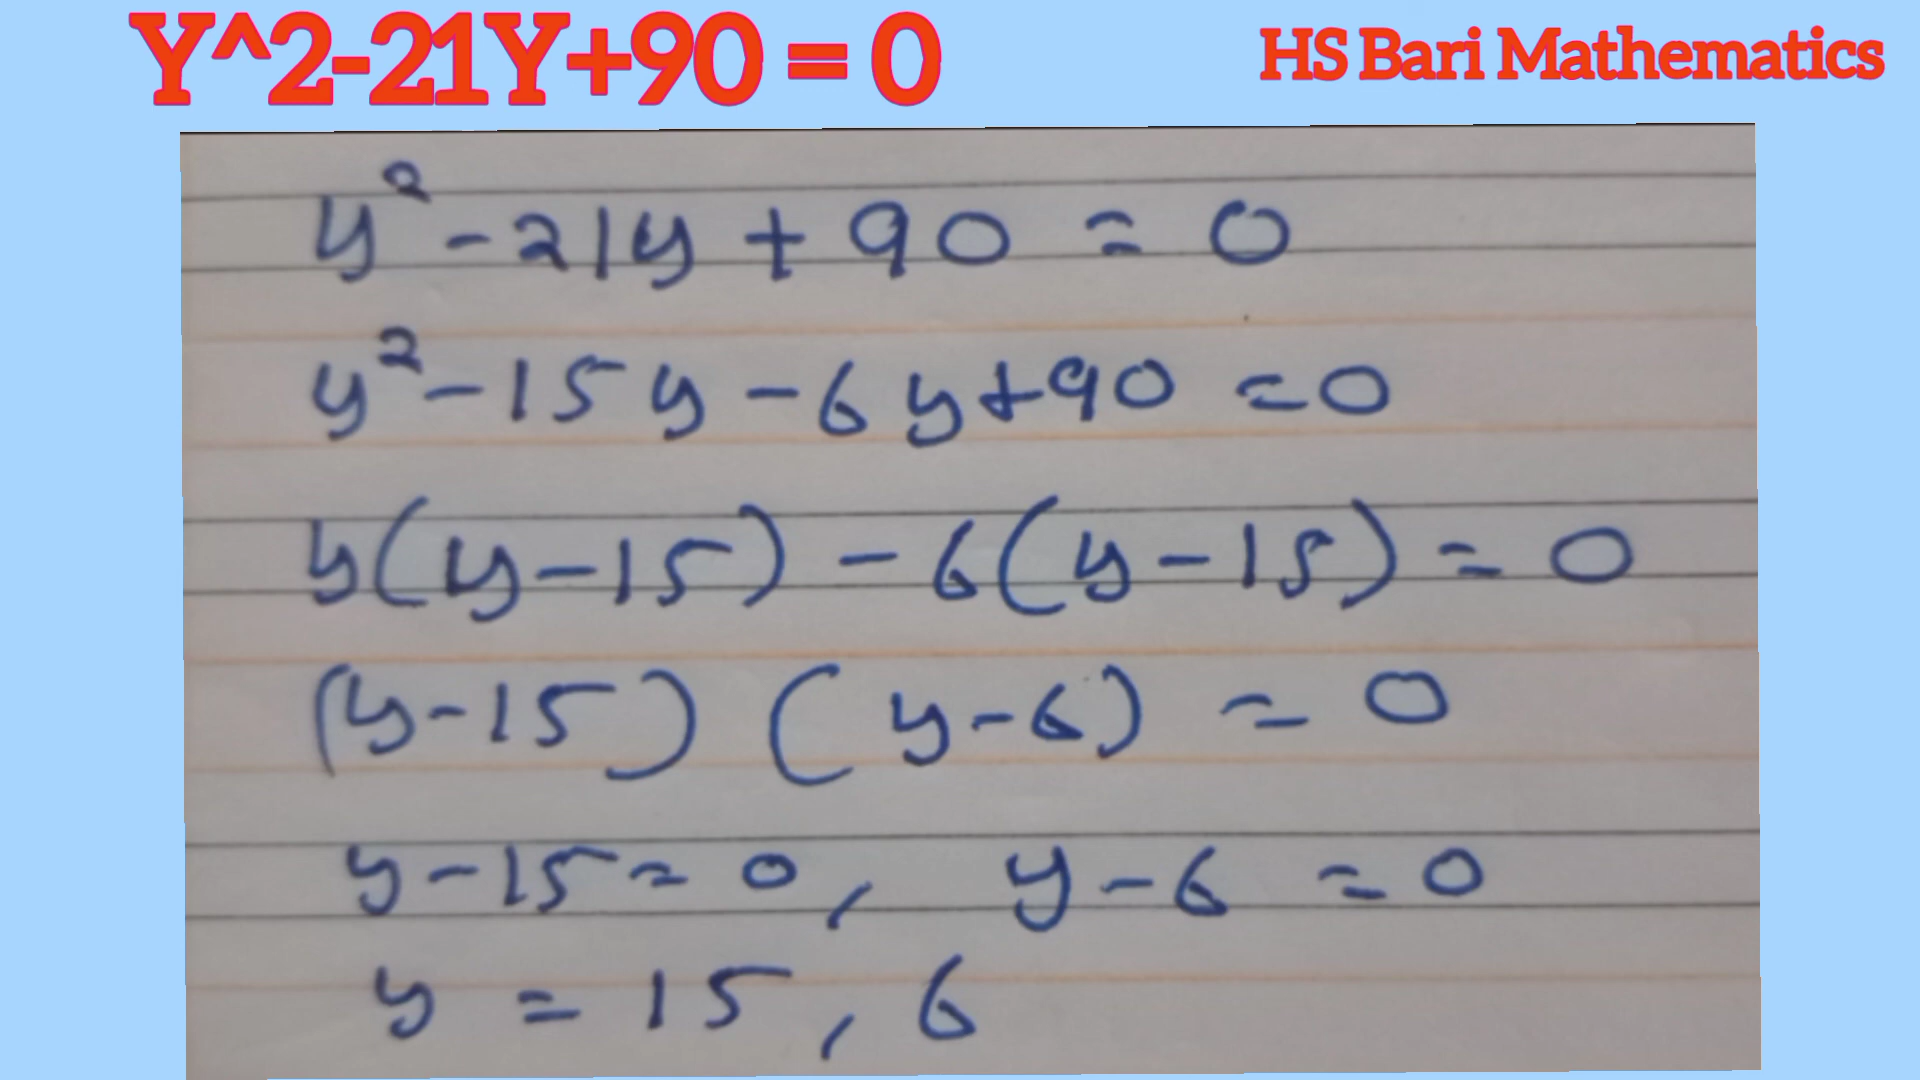 Y^2-21Y+90 = 0
HS Bari Mathematics
y² - 21y + 90 = 0
y² - 15y - 6y + 90 = 0
y(y - 15) - 6(y - 15) = 0
(y - 15) (y - 6) = 0
y - 15 = 0, y - 6 = 0
y = 15, 6